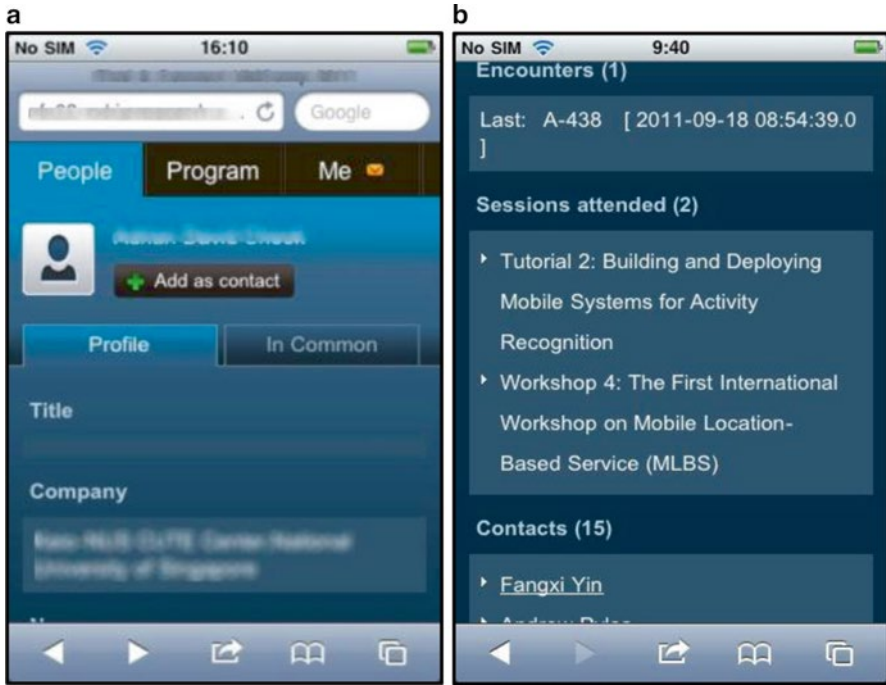 a
No SIM 16:10
Google
People Program Me
Add as contact
Profile In Common
Title
Company
b
No SIM 9:40
Encounters (1)
Last: A-438 [ 2011-09-18 08:54:39.0
]
Sessions attended (2)
Tutorial 2: Building and Deploying
Mobile Systems for Activity
Recognition
Workshop 4: The First International
Workshop on Mobile Location-
Based Service (MLBS)
Contacts (15)
Fangxi Yin